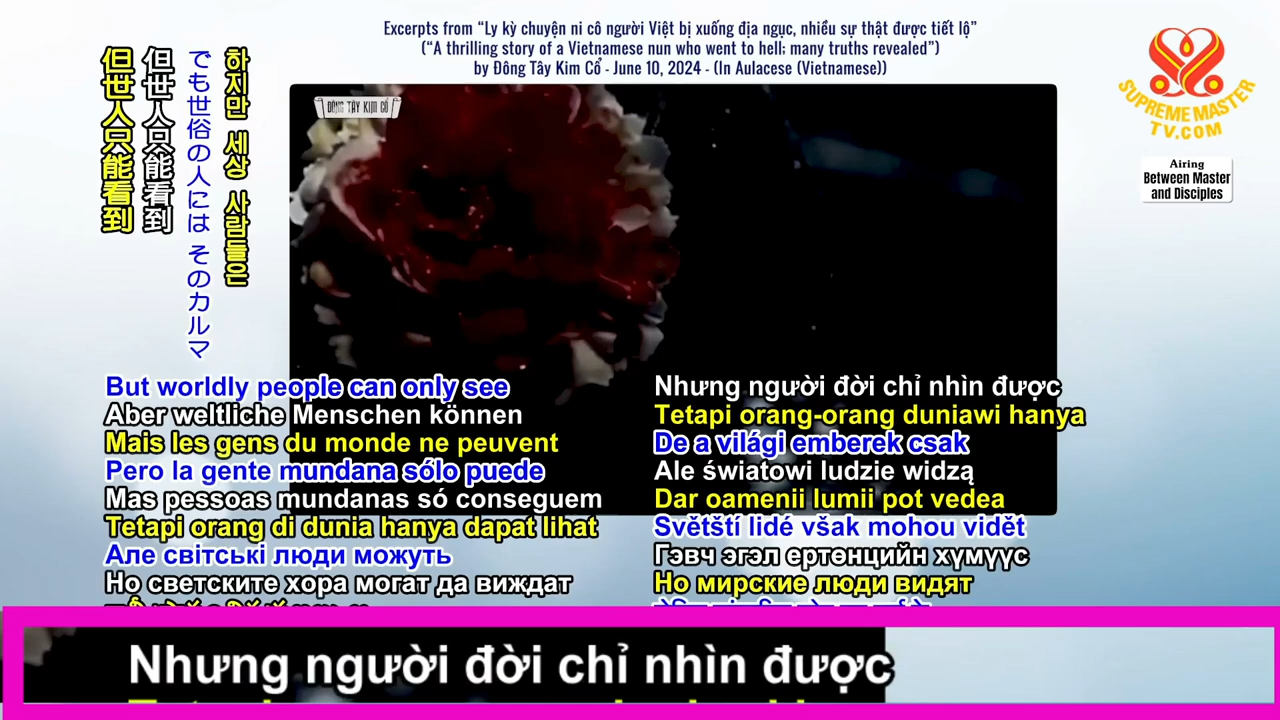 Excerpts from “Ly kỳ chuyện ni cô người Việt bị xuống địa ngục, nhiều sự thật được tiết lộ”
(“A thrilling story of a Vietnamese nun who went to hell; many truths revealed”)
by Đông Tây Kim Cổ - June 10, 2024 - (In Aulacese (Vietnamese))
ĐÔNG TÂY KIM CỔ
SUPREME MASTER
TV.COM
Airing
Between Master
and Disciples
하지만 세상 사람들은
でも世俗の人には そのカルマ
但世人只能看到
但世人只能看到
But worldly people can only see
Aber weltliche Menschen können
Mais les gens du monde ne peuvent
Pero la gente mundana sólo puede
Mas pessoas mundanas só conseguem
Tetapi orang di dunia hanya dapat lihat
Але світські люди можуть
Но светските хора могат да виждат
Nhưng người đời chỉ nhìn được
Tetapi orang-orang duniawi hanya
De a világi emberek csak
Ale światowi ludzie widzą
Dar oamenii lumii pot vedea
Světští lidé však mohou vidět
Гэвч эгэл ертөнцийн хүмүүс
Но мирские люди видят
Nhưng người đời chỉ nhìn được